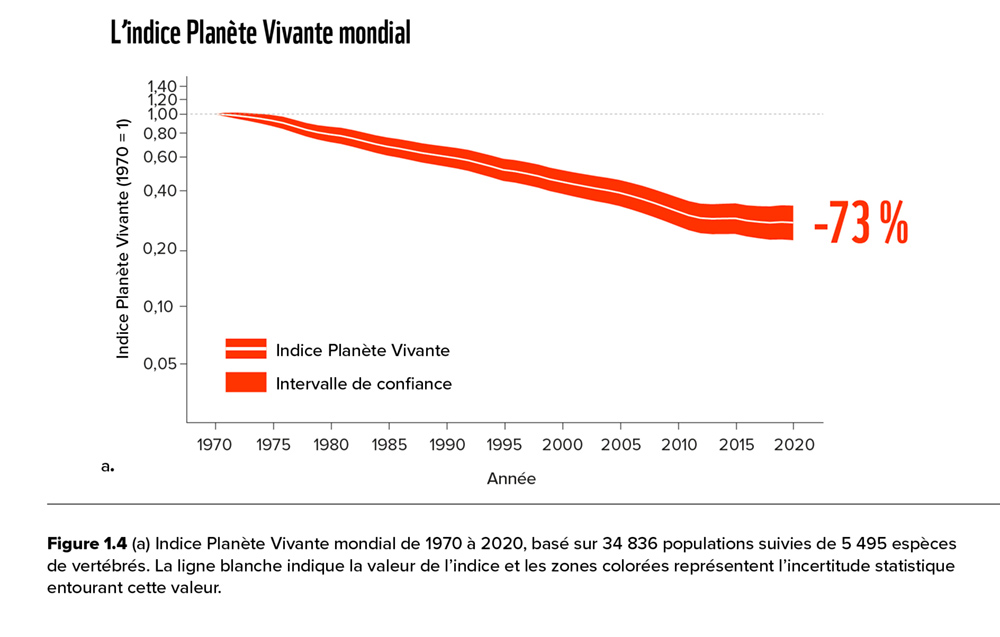 L'indice Planète Vivante mondial
Indice Planète Vivante (1970 = 1)
1,40
1,20
1,00
0,80
0,60
0,40
0,20
0,10
0,05
-73 %
Indice Planète Vivante
Intervalle de confiance
1970 1975 1980 1985 1990 1995 2000 2005 2010 2015 2020
a.
Année
Figure 1.4 (a) Indice Planète Vivante mondial de 1970 à 2020, basé sur 34 836 populations suivies de 5 495 espèces
de vertébrés. La ligne blanche indique la valeur de l'indice et les zones colorées représentent l'incertitude statistique
entourant cette valeur.